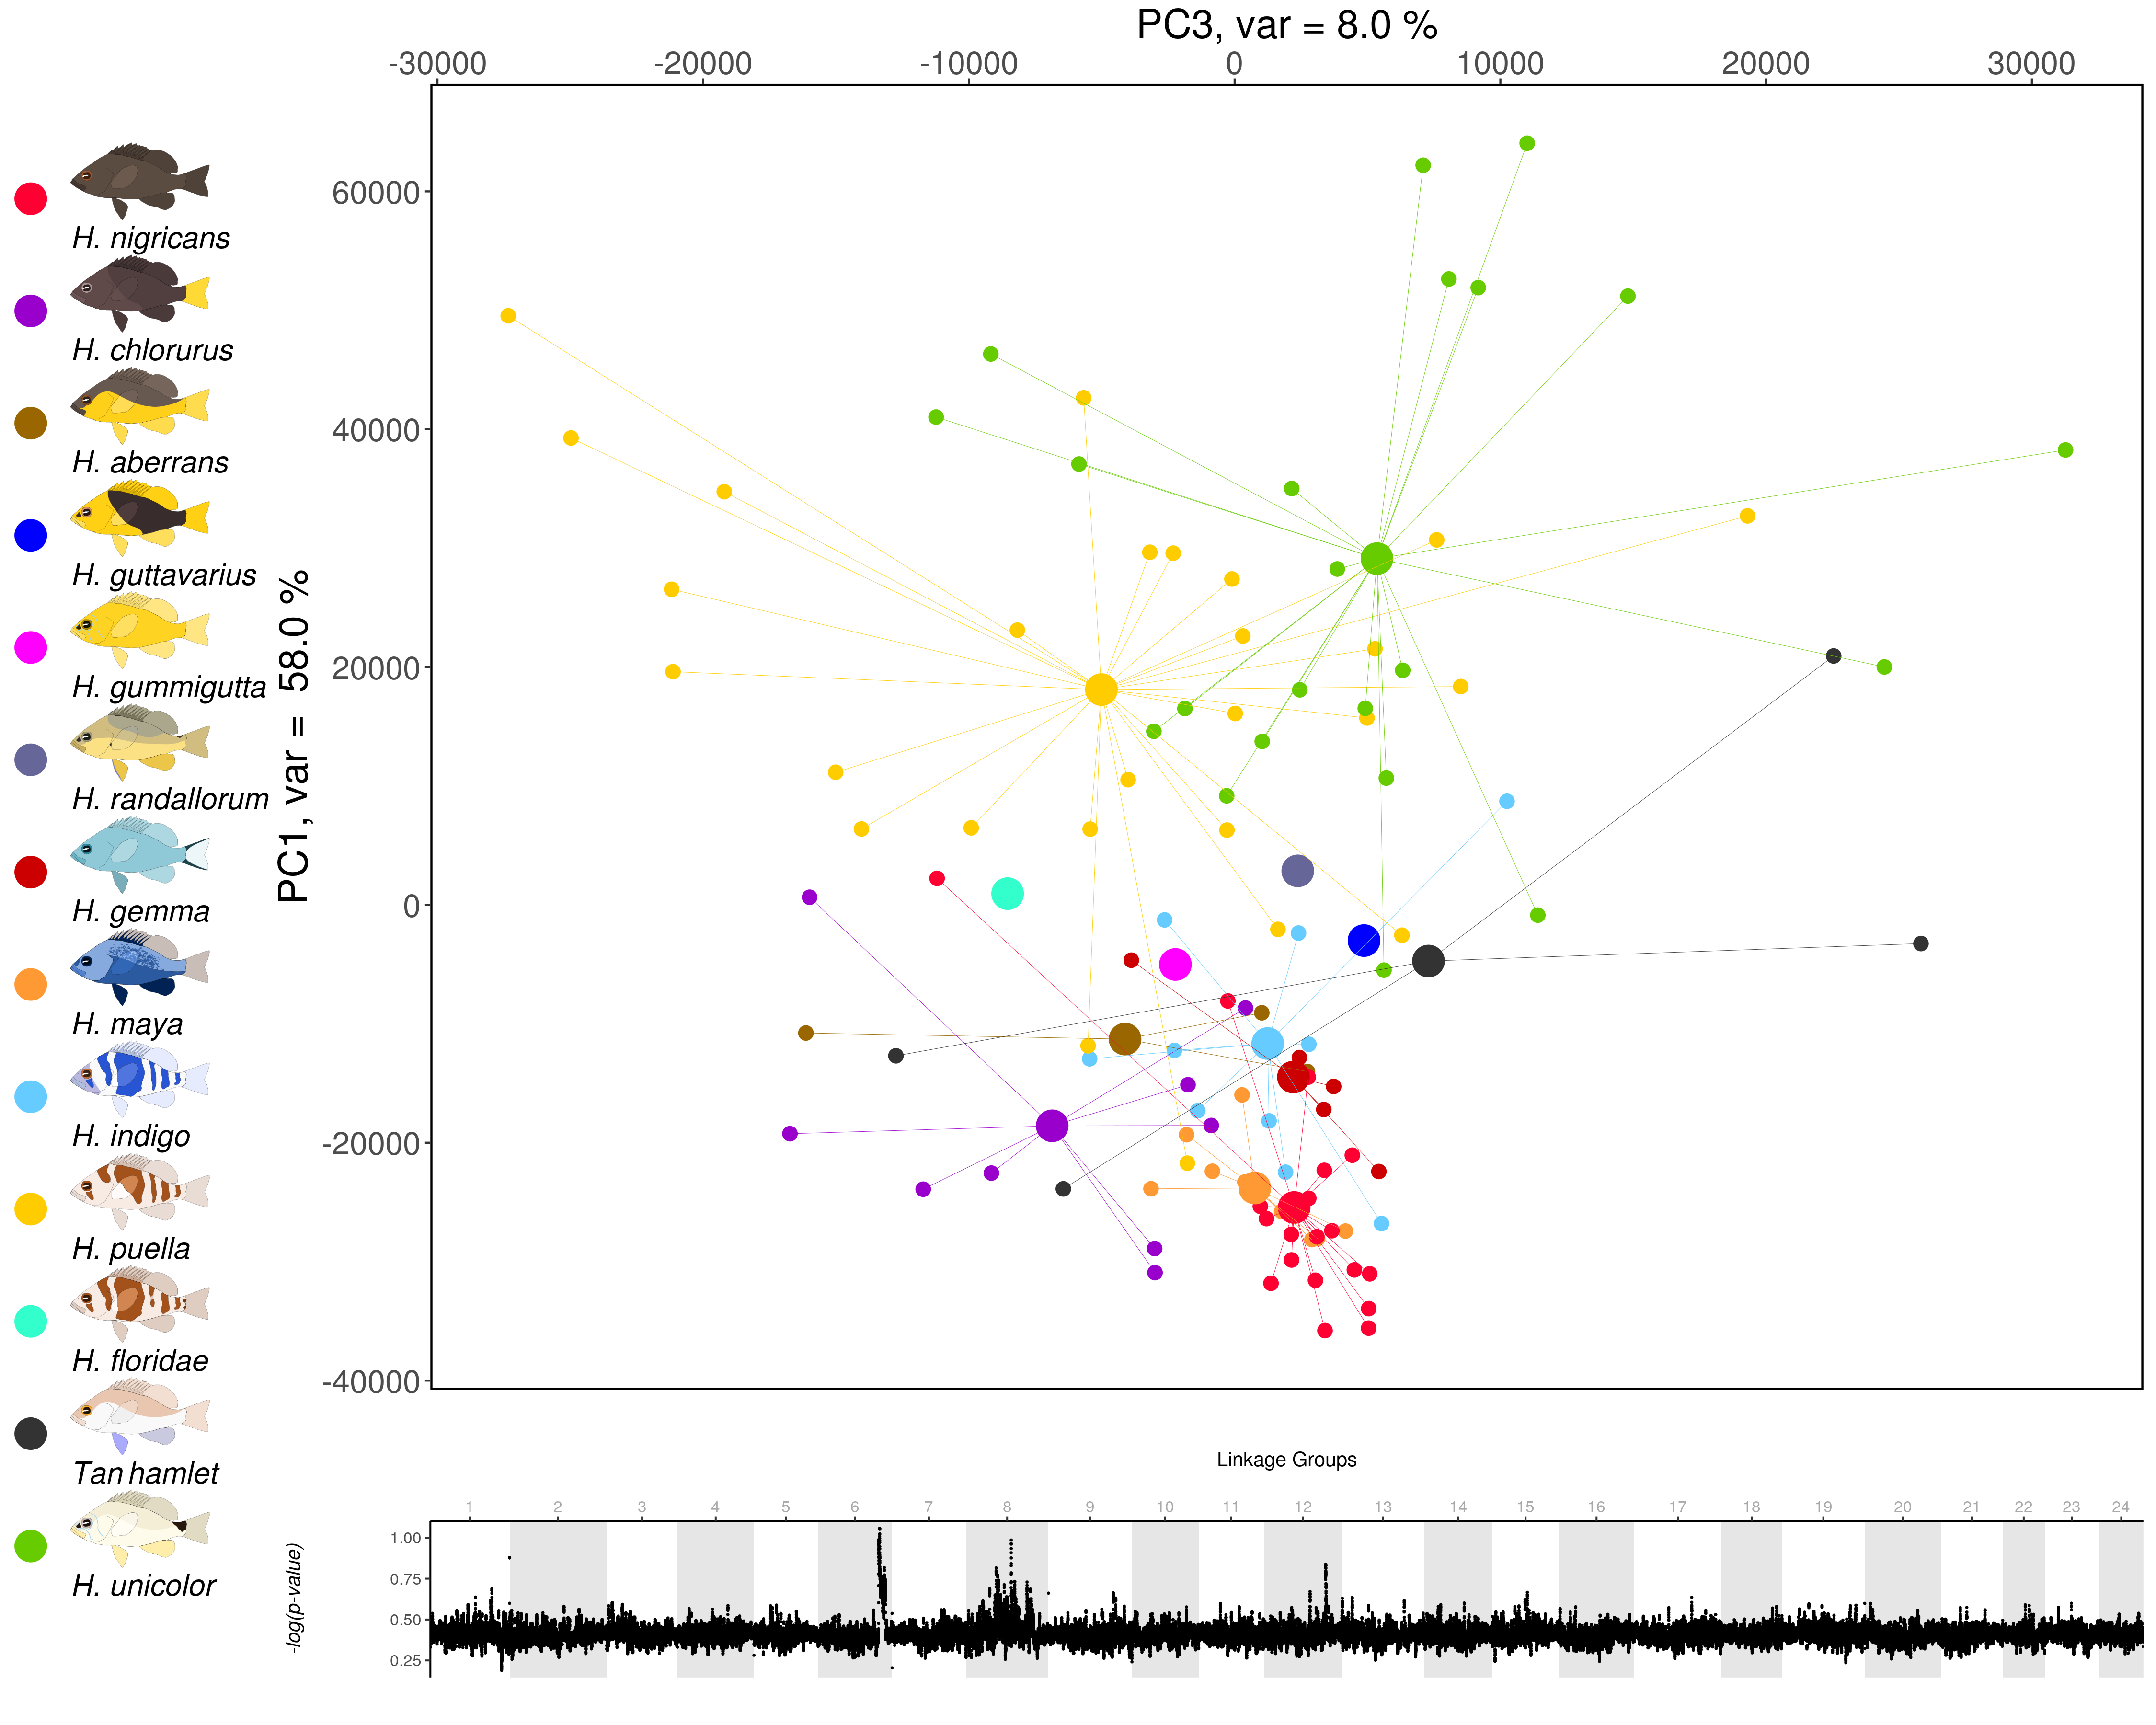 PC3, var = 8.0 %
-30000 -20000 -10000 0 10000 20000 30000
60000
40000
20000
0
-20000
-40000
PC1, var = 58.0 %
H. nigricans
H. chlorurus
H. aberrans
H. guttavarius
H. gummigutta
H. randallorum
H. gemma
H. maya
H. indigo
H. puella
H. floridae
Tan hamlet
H. unicolor
Linkage Groups
1 2 3 4 5 6 7 8 9 10 11 12 13 14 15 16 17 18 19 20 21 22 23 24
1.00
0.75
0.50
0.25
-log(p-value)